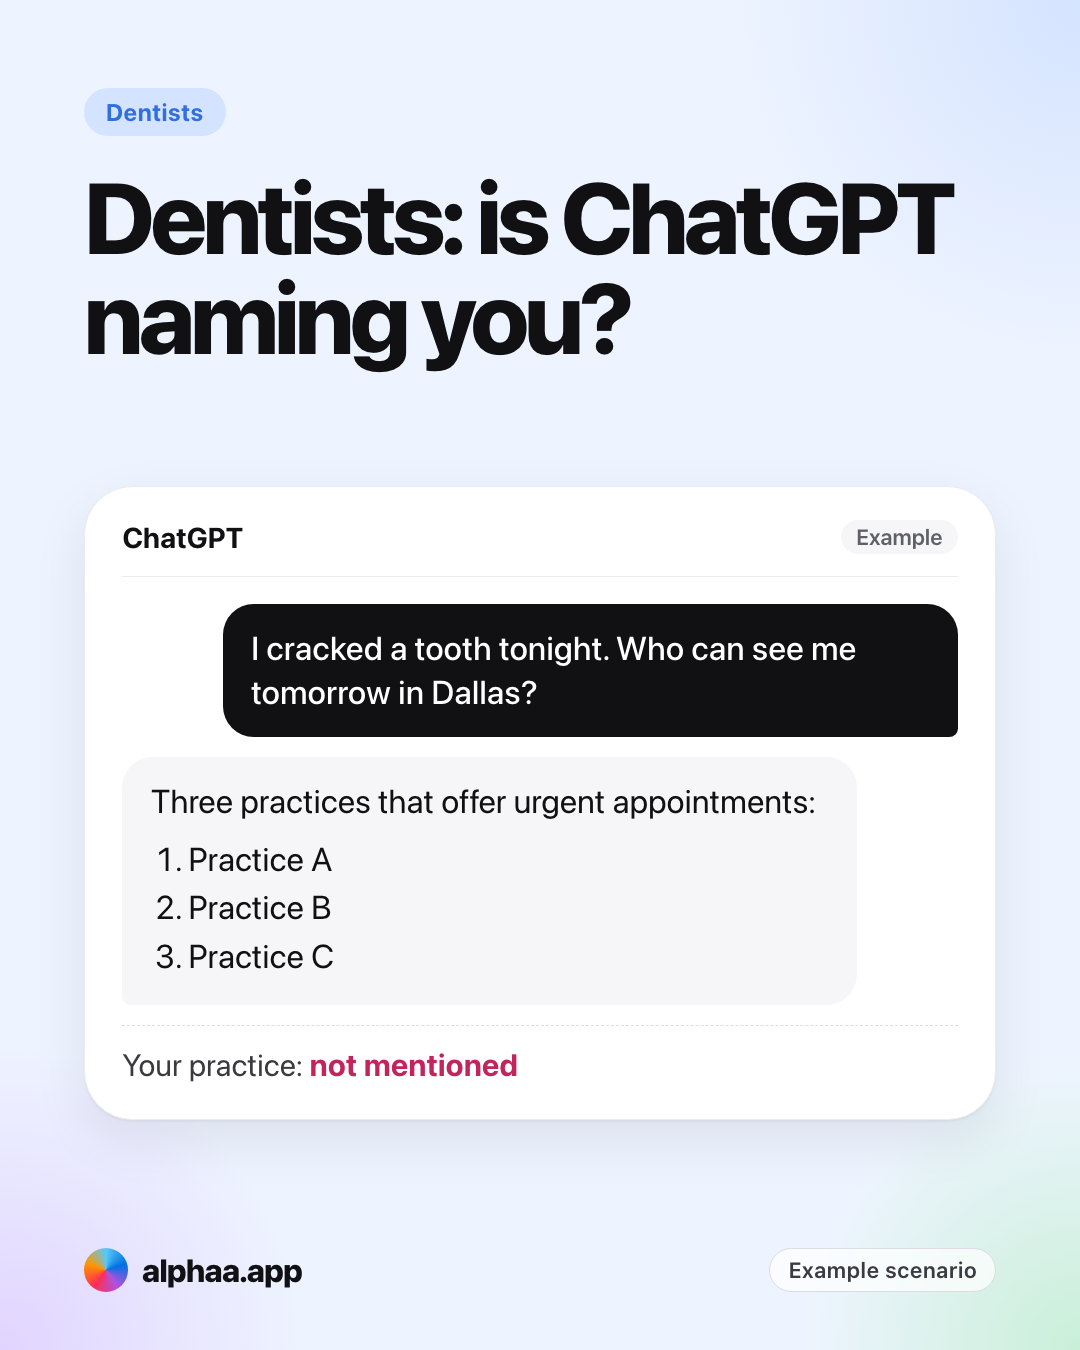 Dentists
Dentists: is ChatGPT
naming you?
ChatGPT
Example
I cracked a tooth tonight. Who can see me
tomorrow in Dallas?
Three practices that offer urgent appointments:
1. Practice A
2. Practice B
3. Practice C
Your practice: not mentioned
alphaa.app
Example scenario